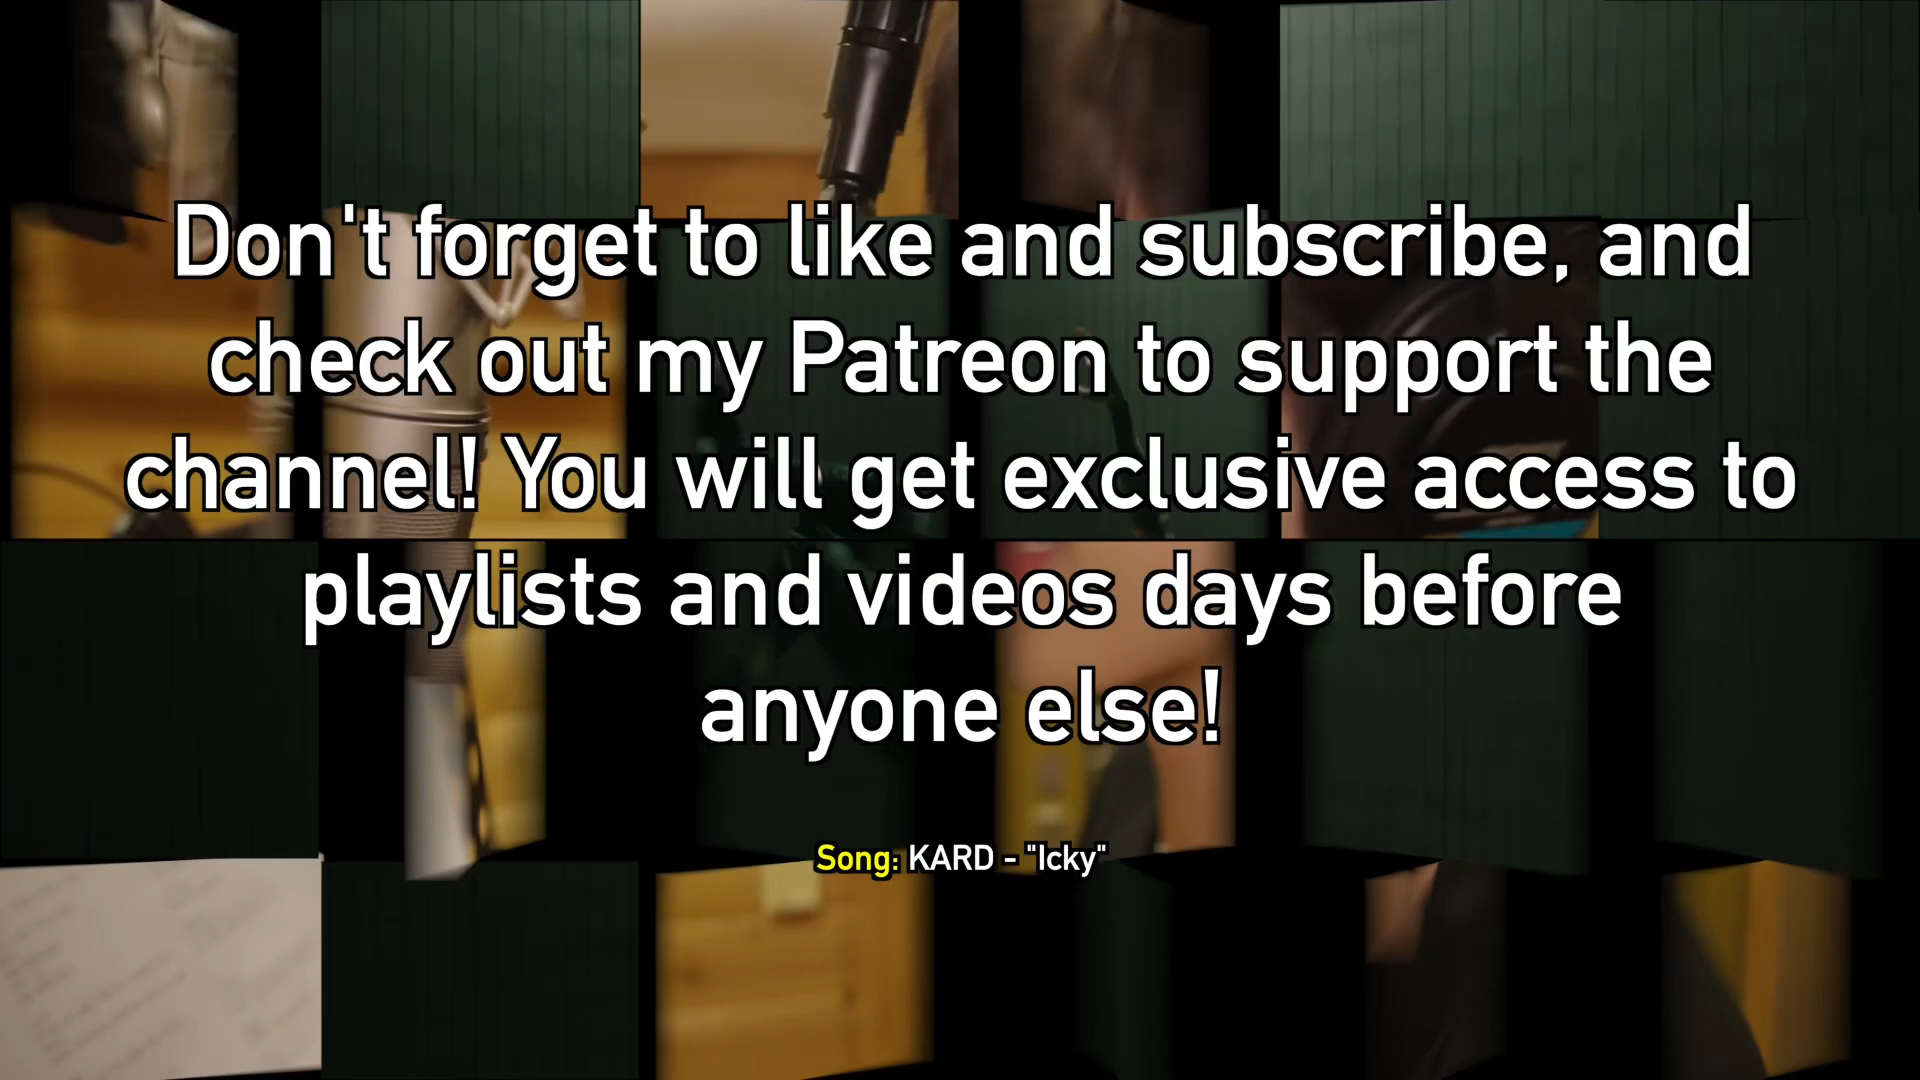 Don't forget to like and subscribe, and
check out my Patreon to support the
channel! You will get exclusive access to
playlists and videos days before
anyone else!
Song: KARD - "Icky"